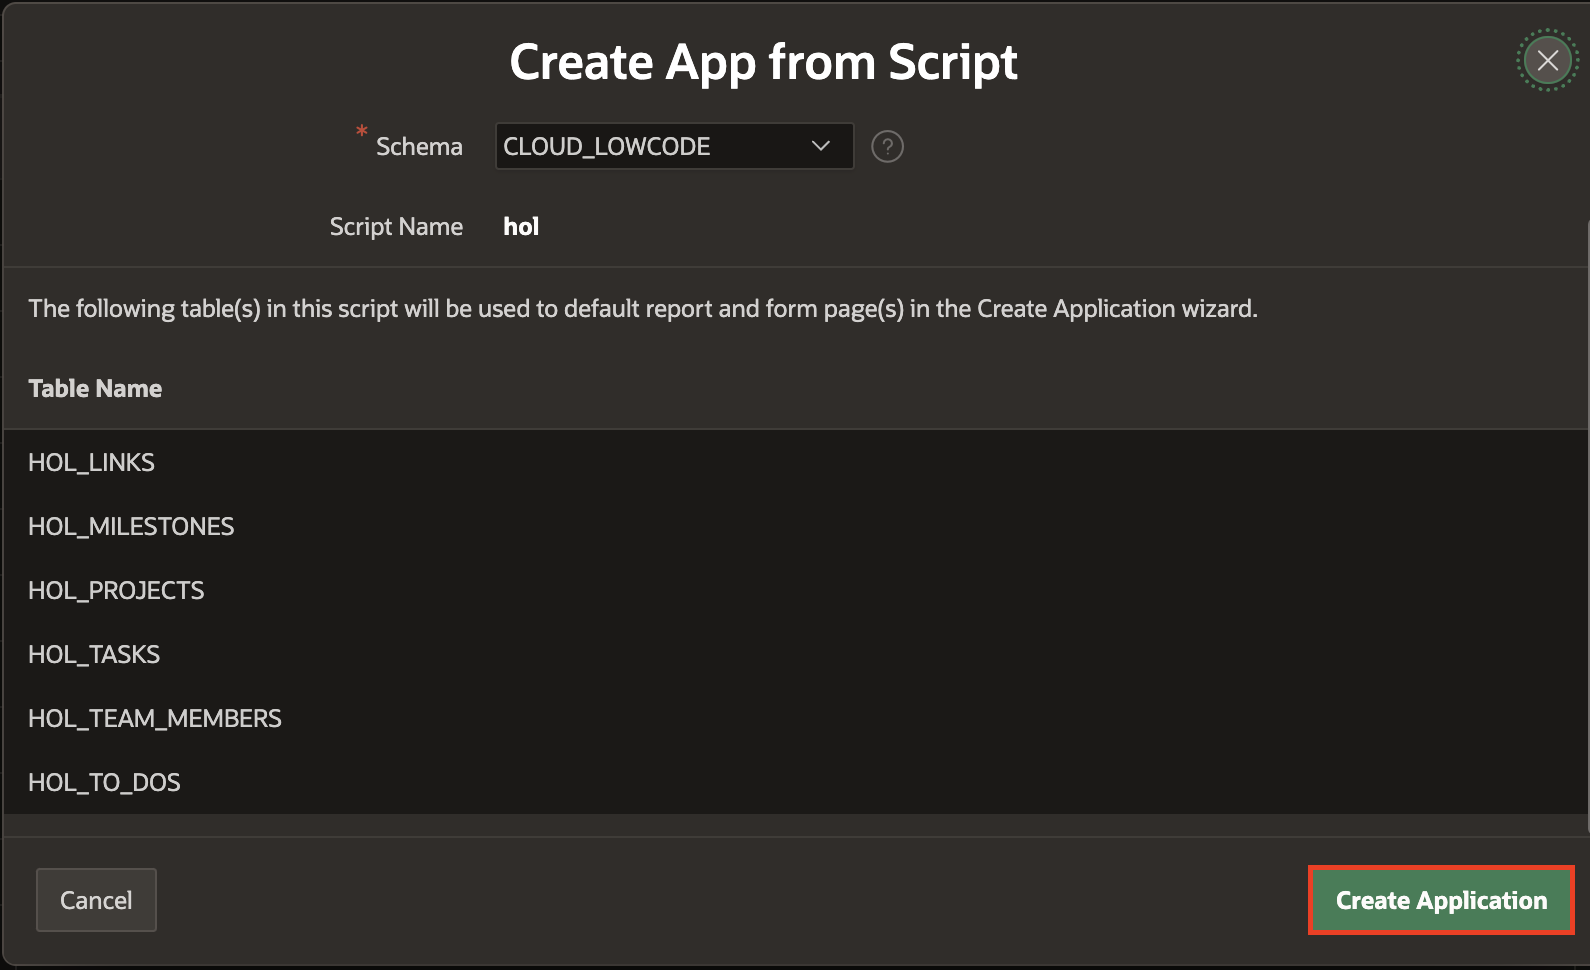 Create App from Script
* Schema CLOUD_LOWCODE ?
Script Name hol
The following table(s) in this script will be used to default report and form page(s) in the Create Application wizard.
Table Name
HOL_LINKS
HOL_MILESTONES
HOL_PROJECTS
HOL_TASKS
HOL_TEAM_MEMBERS
HOL_TO_DOS
Cancel Create Application